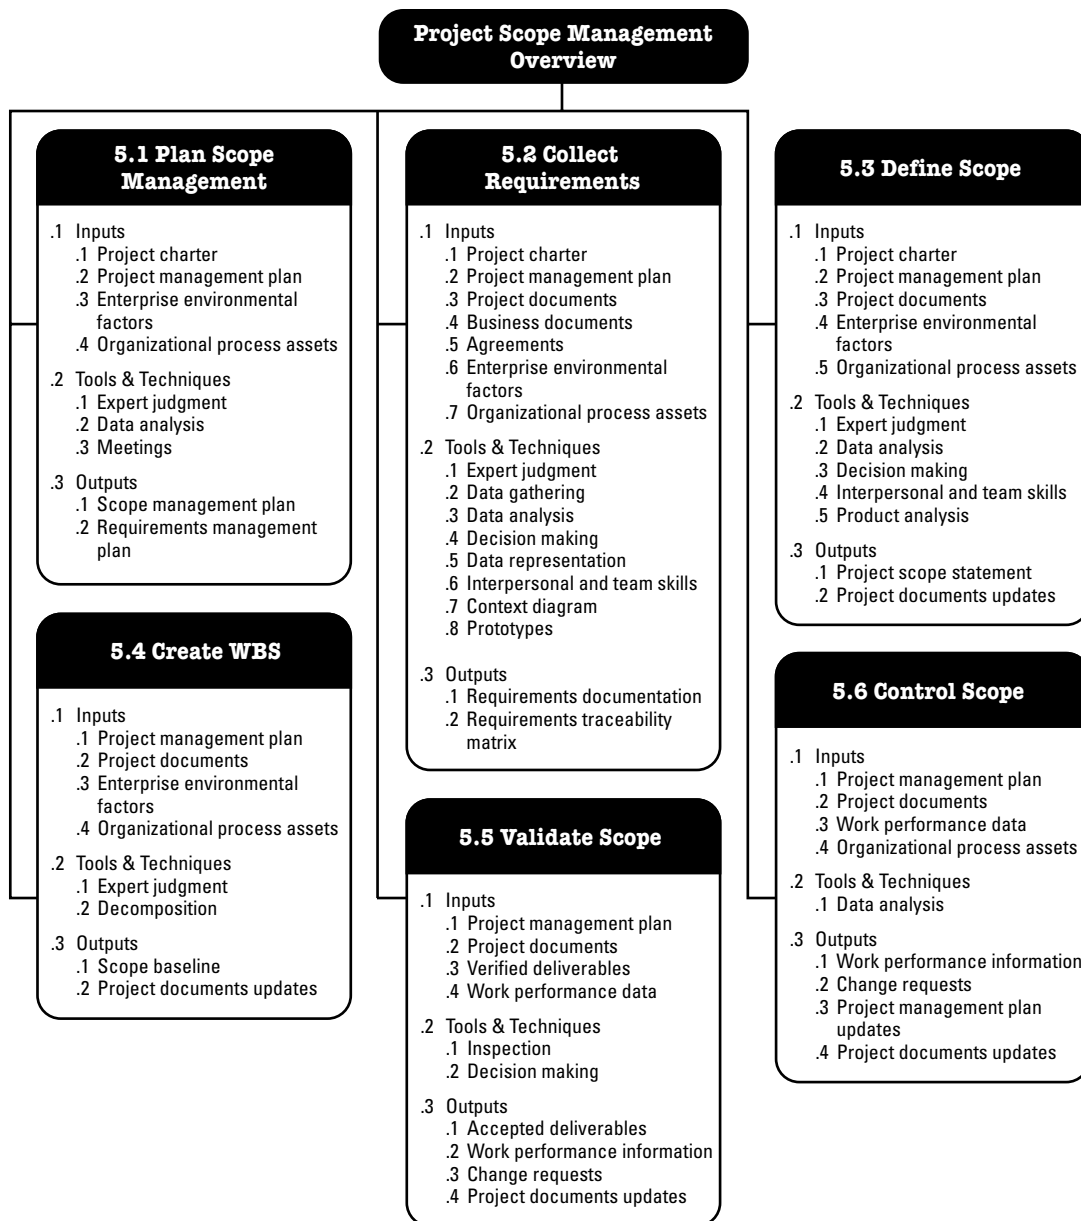 Project Scope Management
Overview
5.1 Plan Scope
Management
.1 Inputs
.1 Project charter
.2 Project management plan
.3 Enterprise environmental
factors
.4 Organizational process assets
.2 Tools & Techniques
.1 Expert judgment
.2 Data analysis
.3 Meetings
.3 Outputs
.1 Scope management plan
.2 Requirements management
plan
5.2 Collect
Requirements
.1 Inputs
.1 Project charter
.2 Project management plan
.3 Project documents
.4 Business documents
.5 Agreements
.6 Enterprise environmental
factors
.7 Organizational process assets
.2 Tools & Techniques
.1 Expert judgment
.2 Data gathering
.3 Data analysis
.4 Decision making
.5 Data representation
.6 Interpersonal and team skills
.7 Context diagram
.8 Prototypes
.3 Outputs
.1 Requirements documentation
.2 Requirements traceability
matrix
5.3 Define Scope
.1 Inputs
.1 Project charter
.2 Project management plan
.3 Project documents
.4 Enterprise environmental
factors
.5 Organizational process assets
.2 Tools & Techniques
.1 Expert judgment
.2 Data analysis
.3 Decision making
.4 Interpersonal and team skills
.5 Product analysis
.3 Outputs
.1 Project scope statement
.2 Project documents updates
5.4 Create WBS
.1 Inputs
.1 Project management plan
.2 Project documents
.3 Enterprise environmental
factors
.4 Organizational process assets
.2 Tools & Techniques
.1 Expert judgment
.2 Decomposition
.3 Outputs
.1 Scope baseline
.2 Project documents updates
5.5 Validate Scope
.1 Inputs
.1 Project management plan
.2 Project documents
.3 Verified deliverables
.4 Work performance data
.2 Tools & Techniques
.1 Inspection
.2 Decision making
.3 Outputs
.1 Accepted deliverables
.2 Work performance information
.3 Change requests
.4 Project documents updates
5.6 Control Scope
.1 Inputs
.1 Project management plan
.2 Project documents
.3 Work performance data
.4 Organizational process assets
.2 Tools & Techniques
.1 Data analysis
.3 Outputs
.1 Work performance information
.2 Change requests
.3 Project management plan
updates
.4 Project documents updates